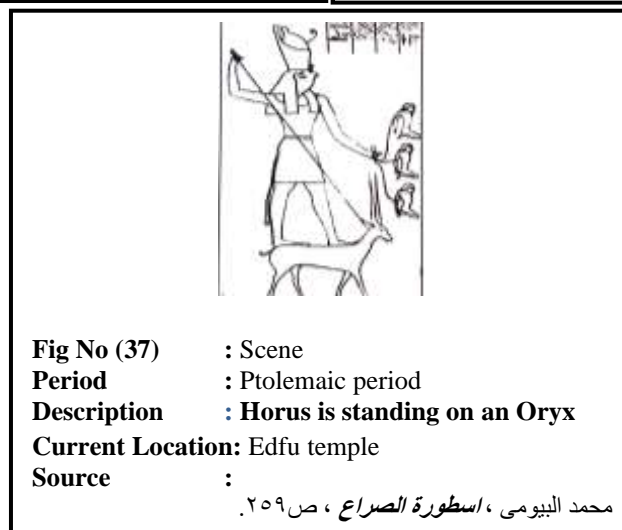 Fig No (37) : Scene
Period : Ptolemaic period
Description : Horus is standing on an Oryx
Current Location: Edfu temple
Source :
محمد البيومى ، اسطورة الصراع ، ص٢٥٩.